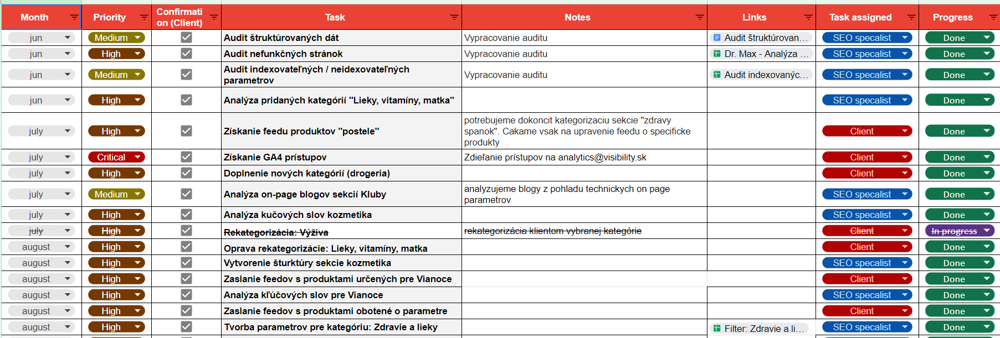 Month Priority Confirmati on (Client) Task Notes Links Task assigned Progress
jun Medium Audit štruktúrovaných dát Vypracovanie auditu Audit štruktúrovan... SEO specalist Done
jun High Audit nefunkčných stránok Vypracovanie auditu Dr. Max - Analýza ... SEO specalist Done
jun Medium Audit indexovateľných / neidexovateľných parametrov Vypracovanie auditu Audit indexovanýc... SEO specalist Done
jun High Analýza pridaných kategórií "Lieky, vitamíny, matka" SEO specalist Done
july High Získanie feedu produktov "postele" potrebujeme dokoncit kategorizaciu sekcie "zdravy spanok". Cakame vsak na upravenie feedu o specificke produkty Client Done
july Critical Získanie GA4 prístupov Zdieľanie prístupov na analytics@visibility.sk Client Done
july High Doplnenie nových kategórií (drogeria) Client Done
july Medium Analýza on-page blogov sekcií Kluby analyzujeme blogy z pohladu technickych on page parametrov SEO specalist Done
july High Analýza kučových slov kozmetika SEO specalist Done
july High Rekategorizácia: Výživa rekategorizácia klientom vybranej kategórie Client In progress
august High Oprava rekategorizácie: Lieky, vitamíny, matka Client Done
august High Vytvorenie šturktúry sekcie kozmetika SEO specalist Done
august High Zaslanie feedov s produktami určených pre Vianoce Client Done
august High Analýza kľúčových slov pre Vianoce SEO specalist Done
august High Zaslanie feedov s produktami obotené o parametre Client Done
august High Tvorba parametrov pre kategóriu: Zdravie a lieky Filter: Zdravie a li... SEO specalist Done